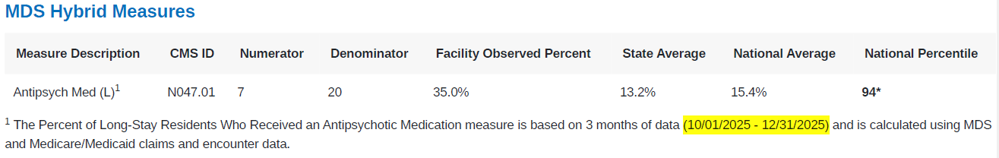 MDS Hybrid Measures
Measure Description CMS ID Numerator Denominator Facility Observed Percent State Average National Average National Percentile
Antipsych Med (L)1 N047.01 7 20 35.0% 13.2% 15.4% 94*
1 The Percent of Long-Stay Residents Who Received an Antipsychotic Medication measure is based on 3 months of data (10/01/2025 - 12/31/2025) and is calculated using MDS
and Medicare/Medicaid claims and encounter data.